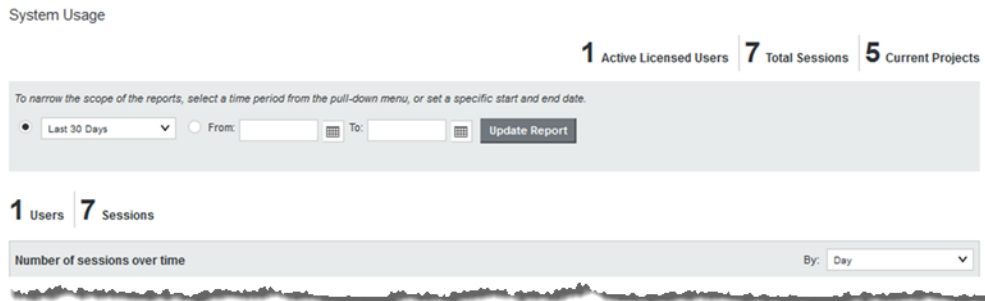 System Usage
1 Active Licensed Users 7 Total Sessions 5 Current Projects
To narrow the scope of the reports, select a time period from the pull-down menu, or set a specific start and end date.
Last 30 Days From: To: Update Report
1 Users 7 Sessions
Number of sessions over time By: Day